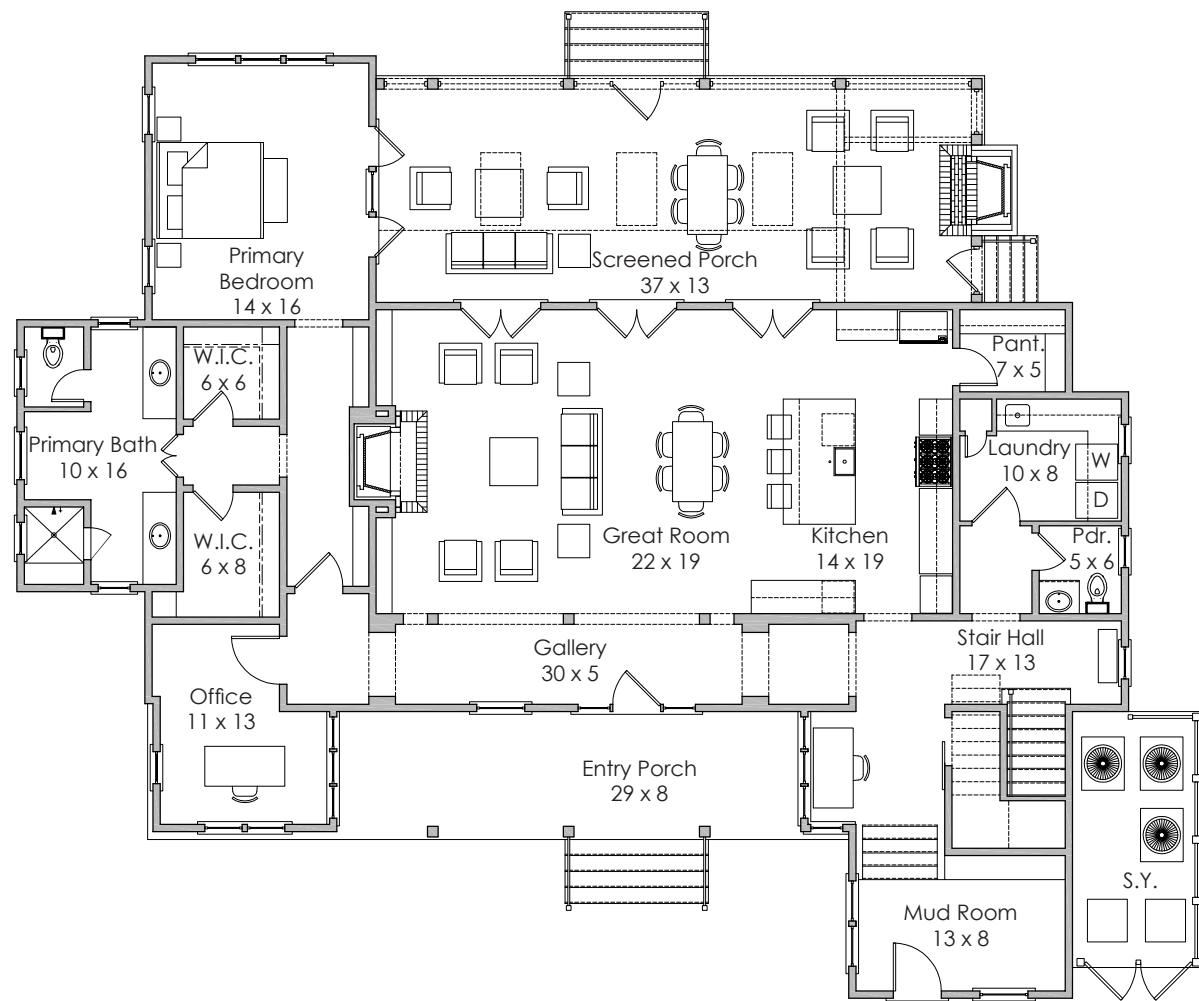 Primary
Bedroom
14 x 16
Screened Porch
37 x 13
W.I.C.
6 x 6
Pant.
7 x 5
Primary Bath
10 x 16
Laundry
10 x 8
W
D
W.I.C.
6 x 8
Great Room
22 x 19
Kitchen
14 x 19
Pdr.
5 x 6
Gallery
30 x 5
Stair Hall
17 x 13
Office
11 x 13
Entry Porch
29 x 8
S.Y.
Mud Room
13 x 8